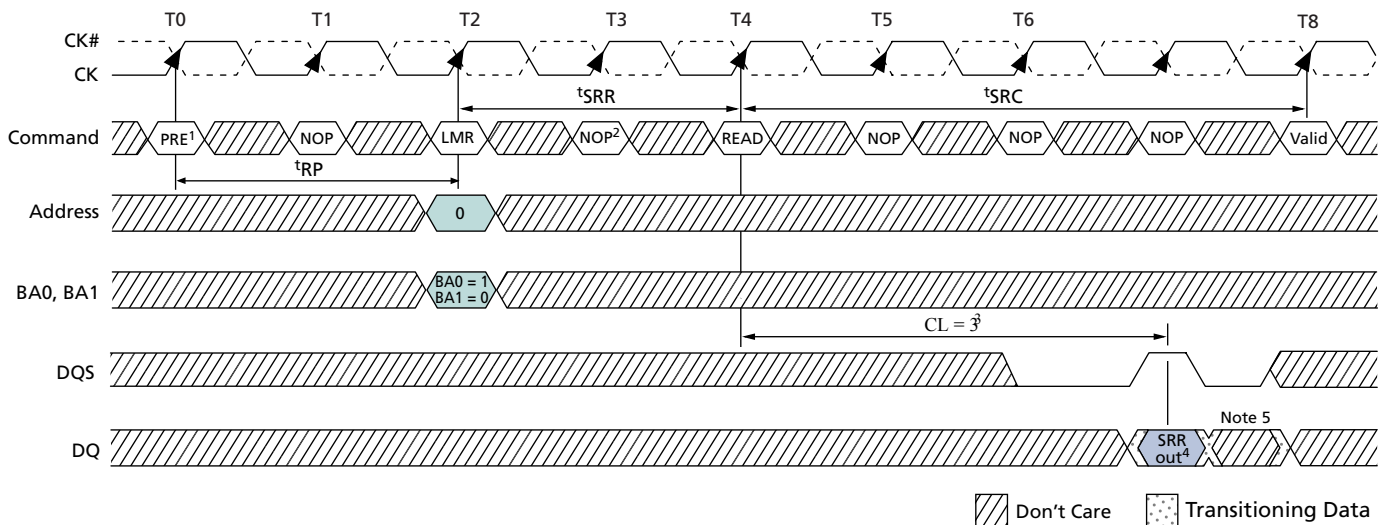 T0 T1 T2 T3 T4 T5 T6 T8
CK#
CK
tSRR tSRC
Command PRE1 NOP LMR NOP2 READ NOP NOP NOP Valid
tRP
Address 0
BA0, BA1 BA0 = 1
BA1 = 0
CL = 33
DQS
Note 5
DQ SRR
out4
Don't Care Transitioning Data